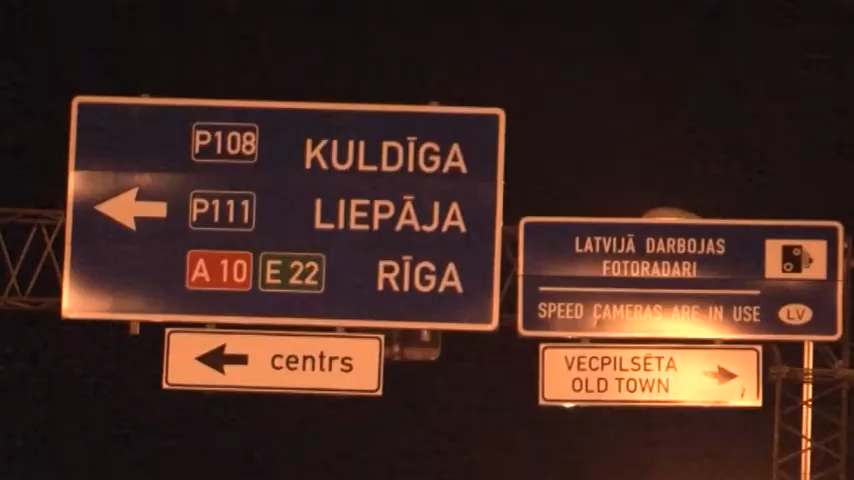 P108 KULDĪGA
P111 LIEPĀJA
A 10 E 22 RĪGA
centrs
LATVIJĀ DARBOJAS
FOTORADARI
SPEED CAMERAS ARE IN USE LV
VECPILSĒTA
OLD TOWN